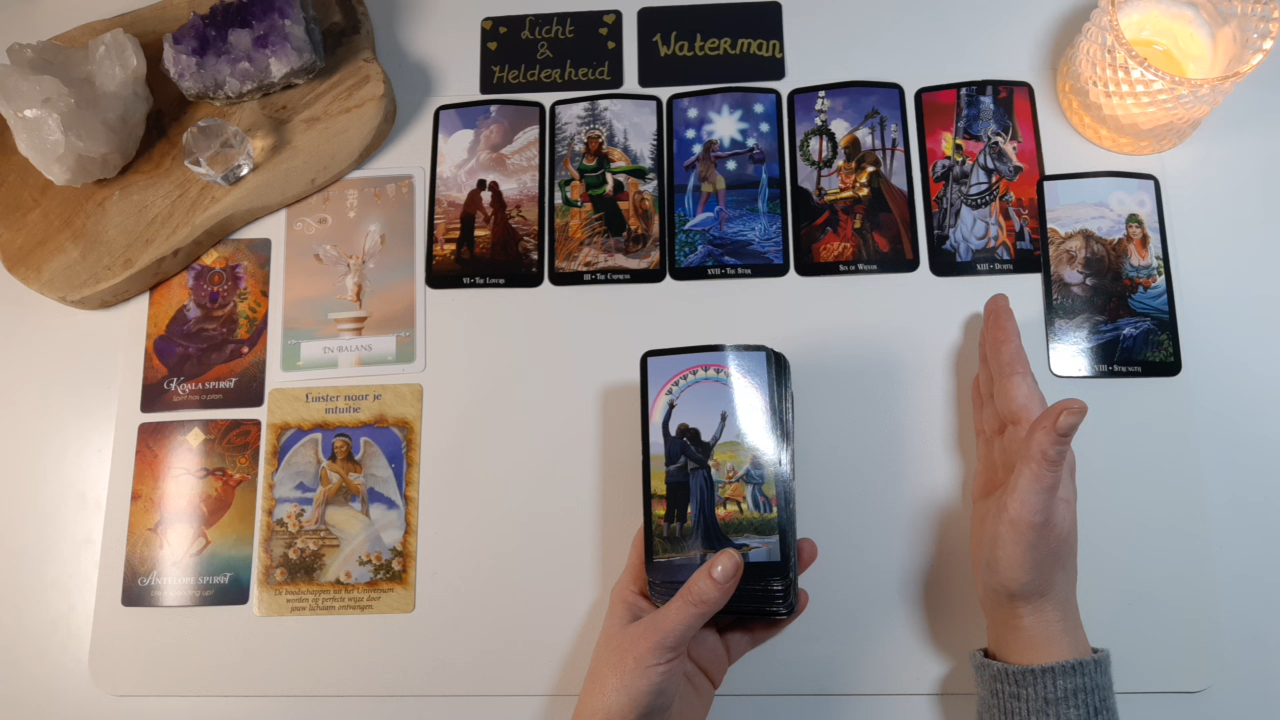 Licht
&
Helderheid
Waterman
VI • The Lovers
III • The Empress
XVII • The Star
Six of Wands
XIII • Death
VIII • Strength
48
In Balans
Koala Spirit
Spirit has a plan.
Luister naar je
intuïtie
Antelope Spirit
De boodschappen uit het Universum
worden op perfecte wijze door
jouw lichaam ontvangen.